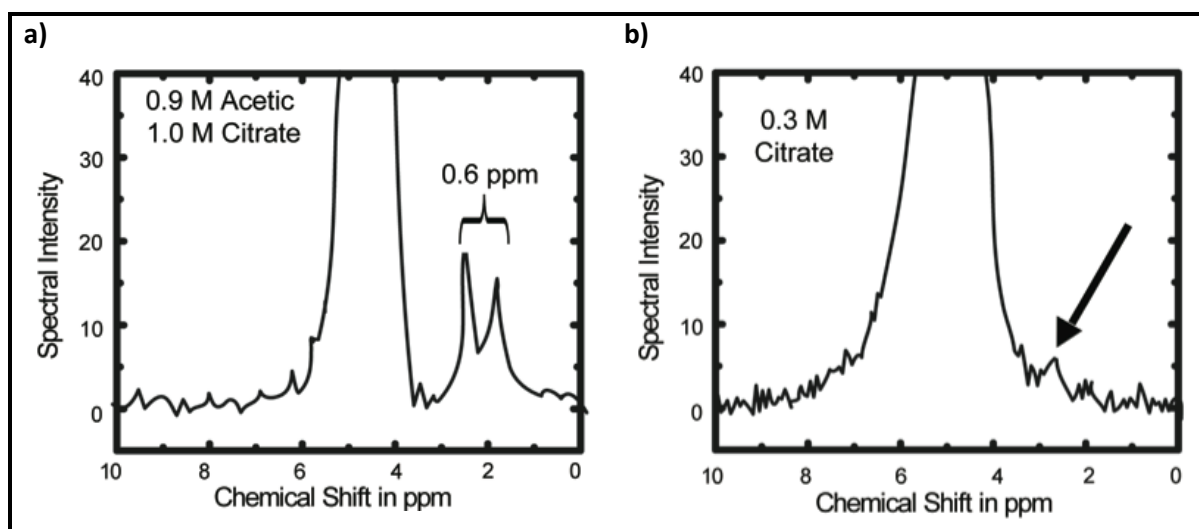 a)
40
30
20
10
0
Spectral Intensity
0.9 M Acetic
1.0 M Citrate
0.6 ppm
10 8 6 4 2 0
Chemical Shift in ppm
b)
40
30
20
10
0
Spectral Intensity
0.3 M
Citrate
10 8 6 4 2 0
Chemical Shift in ppm